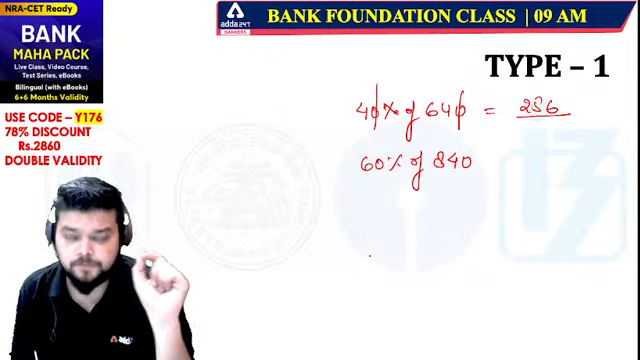 NRA-CET Ready
BANK
MAHA PACK
Live Class, Video Course,
Test Series, eBooks
Bilingual (with eBooks)
6+6 Months Validity
USE CODE – Y176
78% DISCOUNT
Rs.2860
DOUBLE VALIDITY
adda247
BANKERS
BANK FOUNDATION CLASS | 09 AM
TYPE – 1
40% of 640 = 256
60% of 840